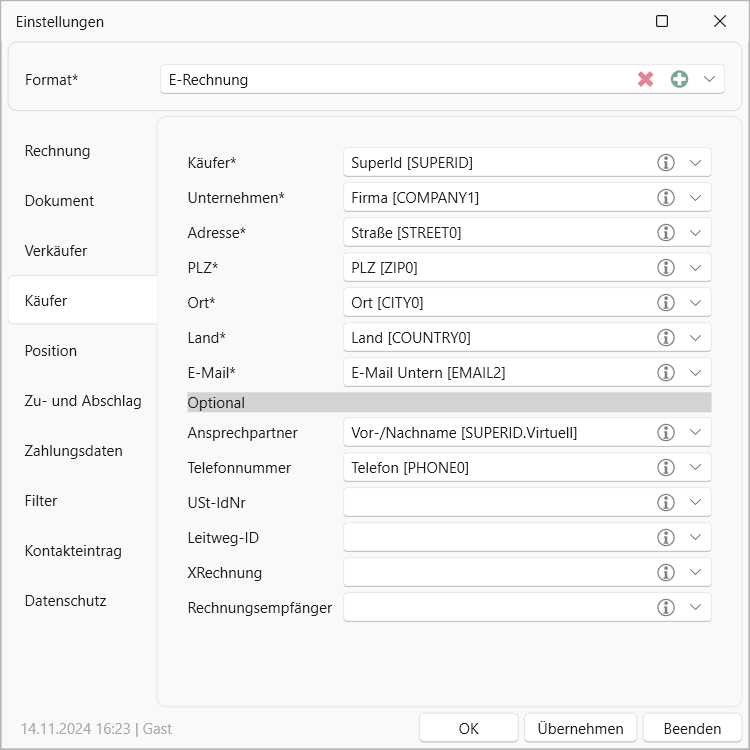 Einstellungen
Format* E-Rechnung
Rechnung
Dokument
Verkäufer
Käufer
Position
Zu- und Abschlag
Zahlungsdaten
Filter
Kontakteintrag
Datenschutz
Käufer* SuperId [SUPERID]
Unternehmen* Firma [COMPANY1]
Adresse* Straße [STREET0]
PLZ* PLZ [ZIP0]
Ort* Ort [CITY0]
Land* Land [COUNTRY0]
E-Mail* E-Mail Untern [EMAIL2]
Optional
Ansprechpartner Vor-/Nachname [SUPERID.Virtuell]
Telefonnummer Telefon [PHONE0]
USt-IdNr
Leitweg-ID
XRechnung
Rechnungsempfänger
14.11.2024 16:23 | Gast
OK Übernehmen Beenden